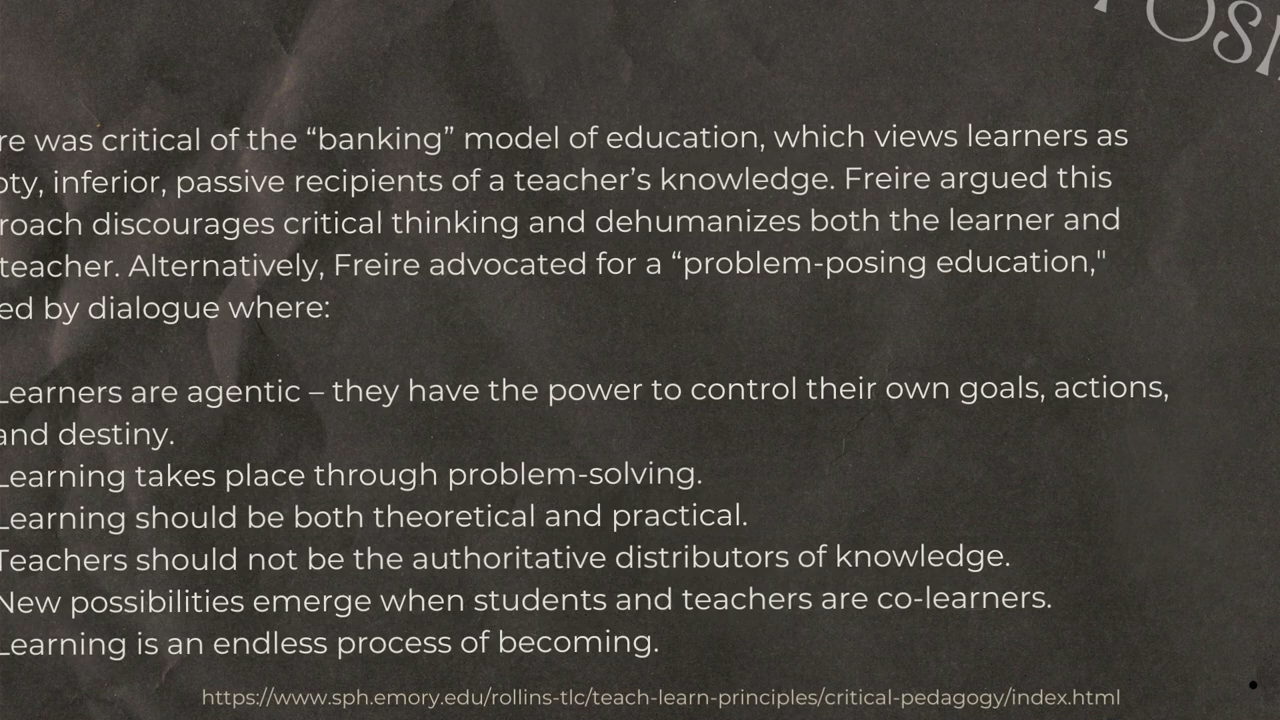 POSI
re was critical of the “banking” model of education, which views learners as
pty, inferior, passive recipients of a teacher’s knowledge. Freire argued this
roach discourages critical thinking and dehumanizes both the learner and
teacher. Alternatively, Freire advocated for a “problem-posing education,"
ed by dialogue where:
Learners are agentic – they have the power to control their own goals, actions,
and destiny.
Learning takes place through problem-solving.
Learning should be both theoretical and practical.
Teachers should not be the authoritative distributors of knowledge.
New possibilities emerge when students and teachers are co-learners.
Learning is an endless process of becoming.
https://www.sph.emory.edu/rollins-tlc/teach-learn-principles/critical-pedagogy/index.html